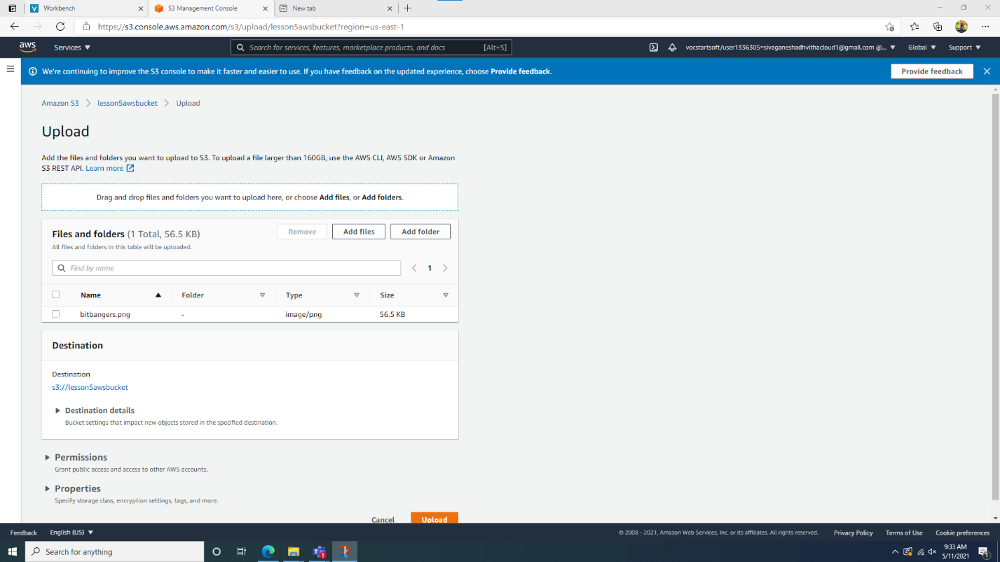 Workbench
S3 Management Console
New tab
https://s3.console.aws.amazon.com/s3/upload/lesson5awsbucket?region=us-east-1
aws
Services
Search for services, features, marketplace products, and docs [Alt+S]
vocstartsoft/user1336305=sivaganeshadhvithacloud1@gmail.com @...
Global
Support
We're continuing to improve the S3 console to make it faster and easier to use. If you have feedback on the updated experience, choose Provide feedback.
Provide feedback
Amazon S3
lesson5awsbucket
Upload
Upload
Add the files and folders you want to upload to S3. To upload a file larger than 160GB, use the AWS CLI, AWS SDK or Amazon
S3 REST API. Learn more
Drag and drop files and folders you want to upload here, or choose Add files, or Add folders.
Files and folders (1 Total, 56.5 KB)
Remove
Add files
Add folder
All files and folders in this table will be uploaded.
Find by name
1
Name Folder Type Size
bitbangers.png - image/png 56.5 KB
Destination
Destination
s3://lesson5awsbucket
Destination details
Bucket settings that impact new objects stored in the specified destination.
Permissions
Grant public access and access to other AWS accounts.
Properties
Specify storage class, encryption settings, tags, and more.
Cancel
Upload
Feedback
English (US)
© 2008 - 2021, Amazon Web Services, Inc. or its affiliates. All rights reserved.
Privacy Policy
Terms of Use
Cookie preferences
Search for anything
9:33 AM
5/11/2021